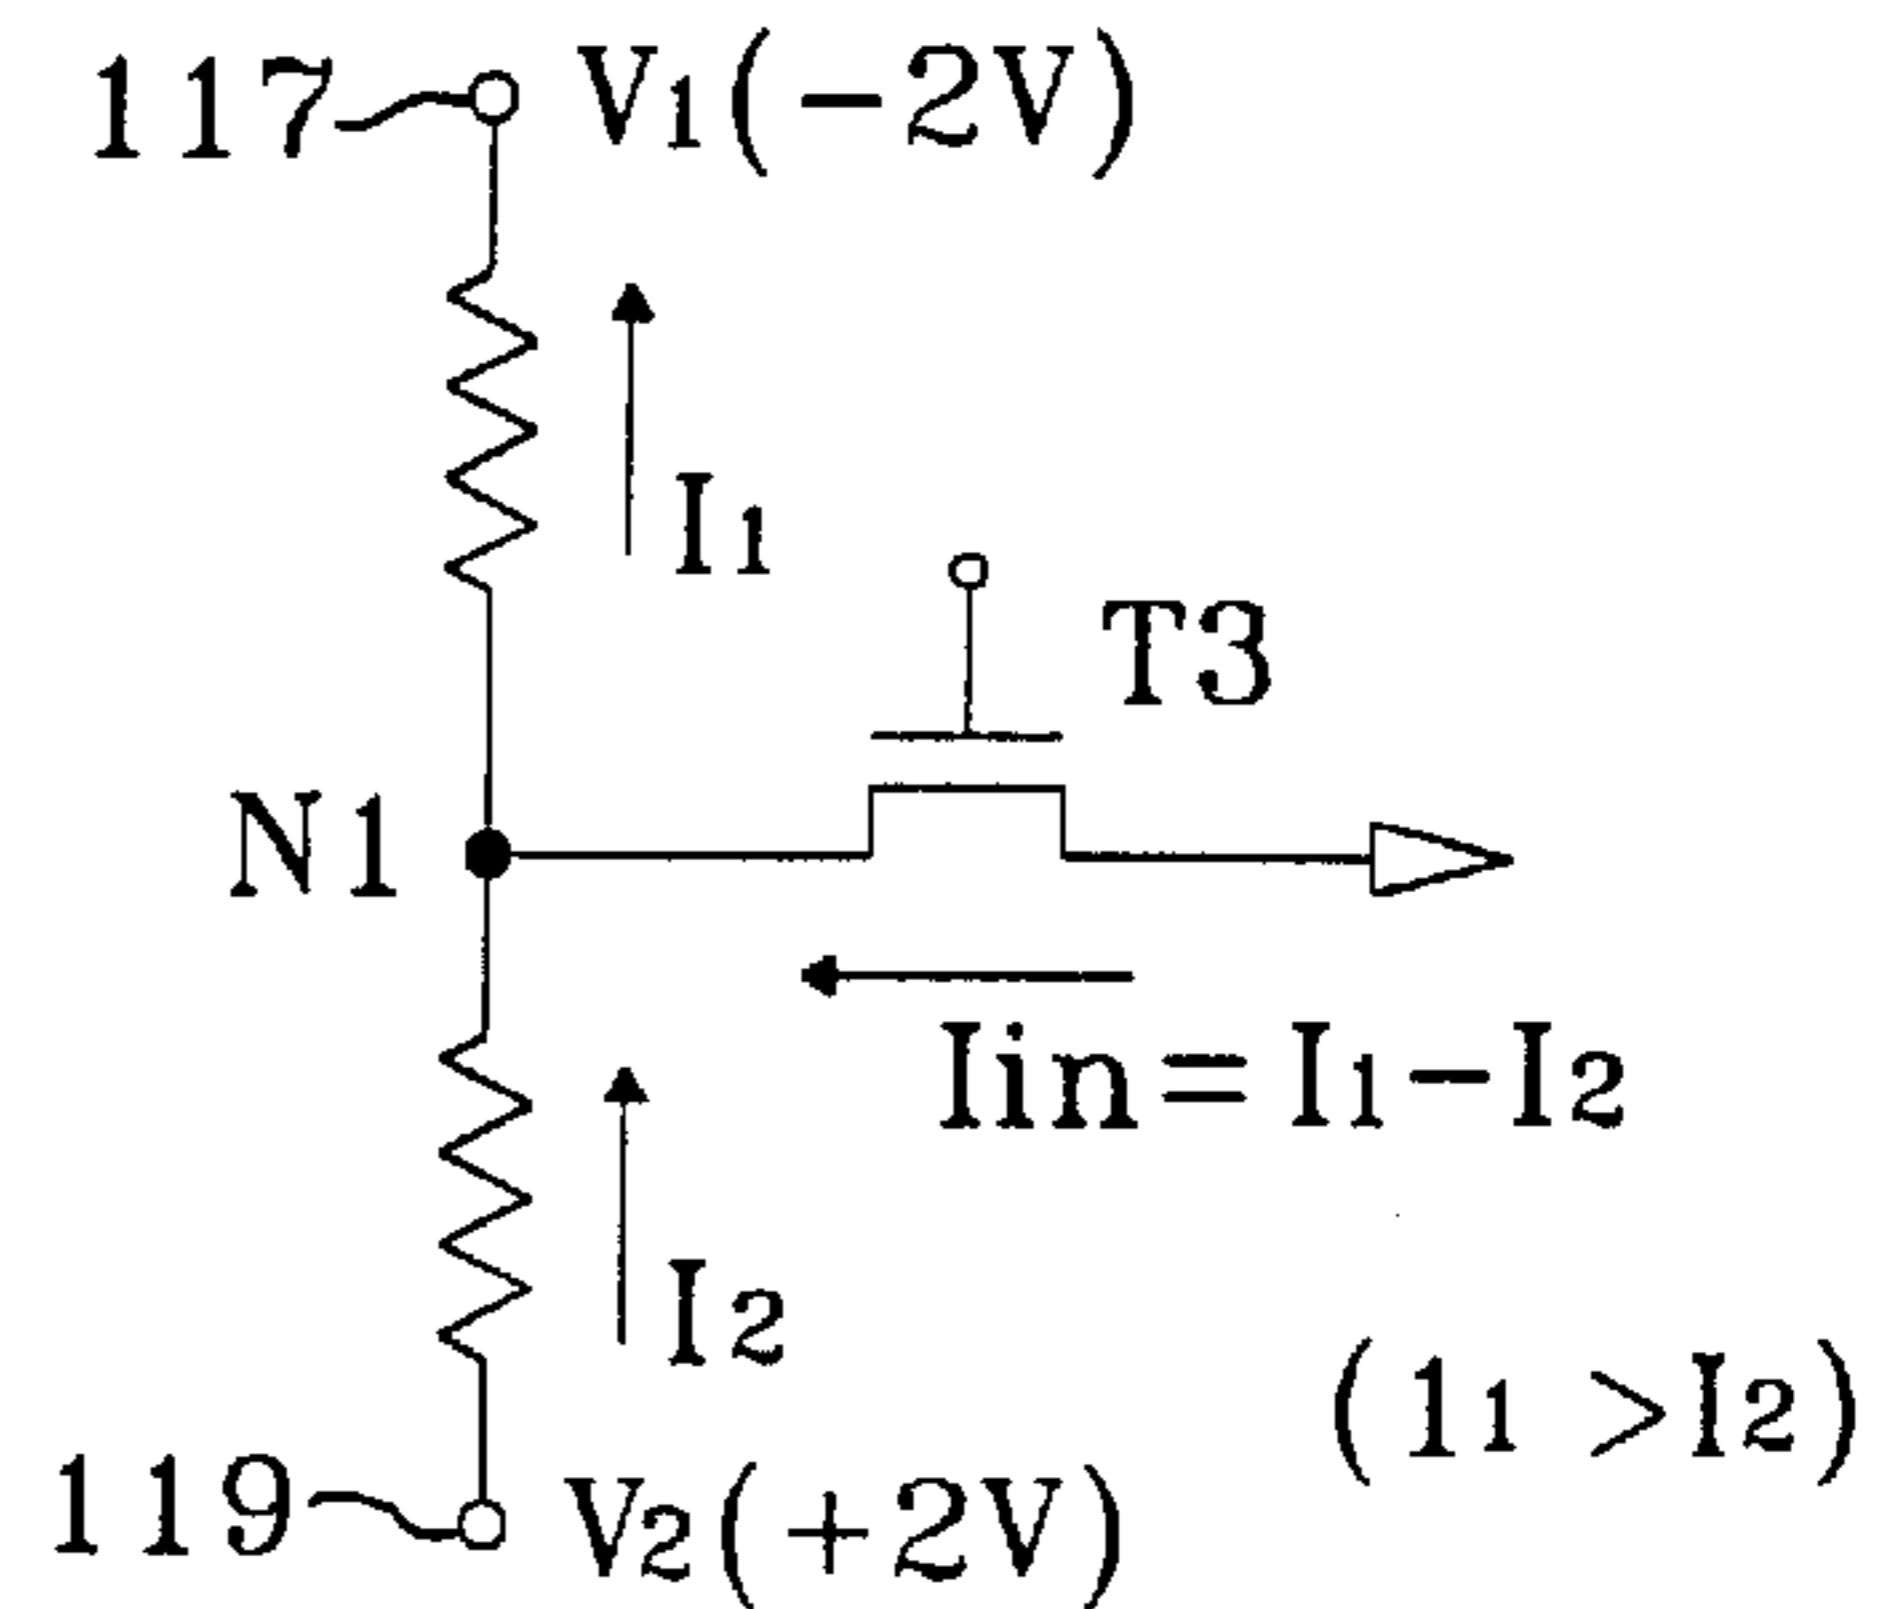 117 V1(-2V)
I1
T3
N1
Iin=I1-I2
I2
(11 >I2)
119 V2(+2V)